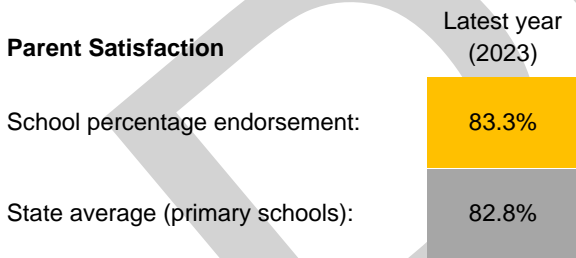 Latest year
Parent Satisfaction (2023)
School percentage endorsement: 83.3%
State average (primary schools): 82.8%